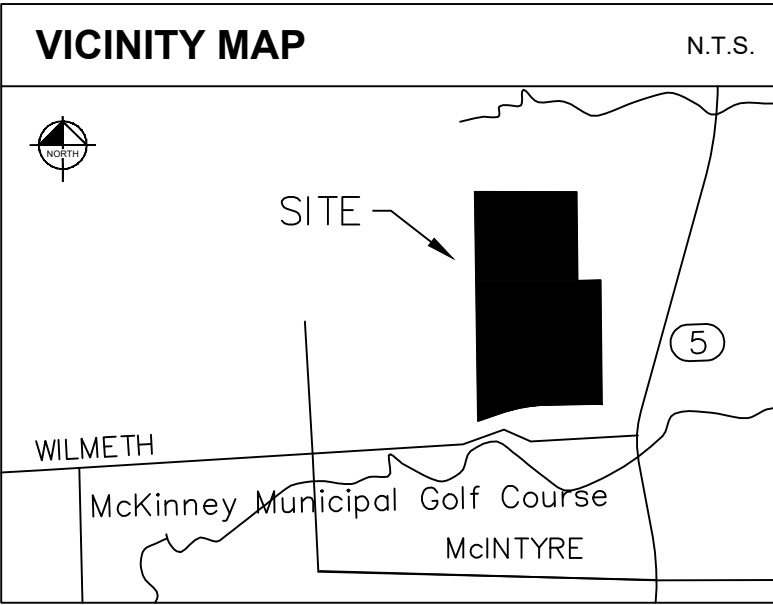 VICINITY MAP N.T.S.
NORTH
SITE
5
WILMETH
McKinney Municipal Golf Course
McINTYRE